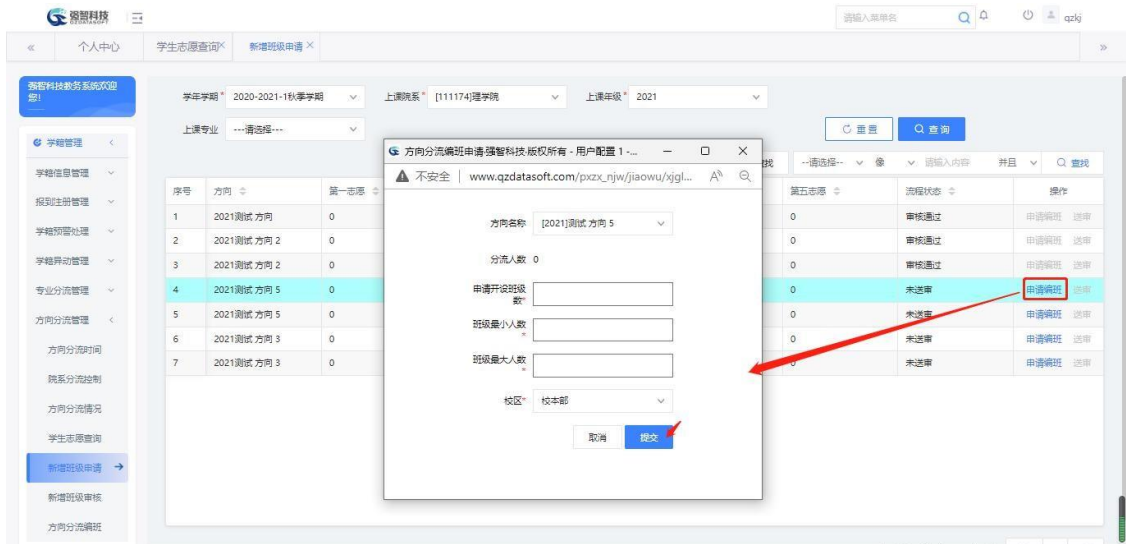 强智科技
QZDATASOFT
请输入菜单名
qzkj
«
个人中心
学生志愿查询×
新增班级申请 ×
»
强智科技教务系统欢迎
您!
学籍管理
学籍信息管理
报到注册管理
学籍预警处理
学籍异动管理
专业分流管理
方向分流管理
方向分流时间
院系分流控制
方向分流情况
学生志愿查询
新增班级申请 →
新增班级审核
方向分流编班
学年学期* 2020-2021-1秋季学期
上课院系* [111174]理学院
上课年级* 2021
上课专业 ---请选择---
重置
查询
找
--请选择-- 像 请输入内容 并且 查找
序号 方向 第一志愿 第五志愿 流程状态 操作
1 2021测试 方向 0 0 审核通过 申请编班 送审
2 2021测试 方向 2 0 0 审核通过 申请编班 送审
3 2021测试 方向 2 0 0 审核通过 申请编班 送审
4 2021测试 方向 5 0 0 未送审 申请编班 送审
5 2021测试 方向 5 0 0 未送审 申请编班 送审
6 2021测试 方向 3 0 0 未送审 申请编班 送审
7 2021测试 方向 3 0 0 未送审 申请编班 送审
方向分流编班申请-强智科技-版权所有 - 用户配置 1 -...
不安全 | www.qzdatasoft.com/pxzx_njw/jiaowu/xjgl...
方向名称 [2021]测试 方向 5
分流人数 0
申请开设班级
数*
班级最小人数
*
班级最大人数
*
校区* 校本部
取消
提交